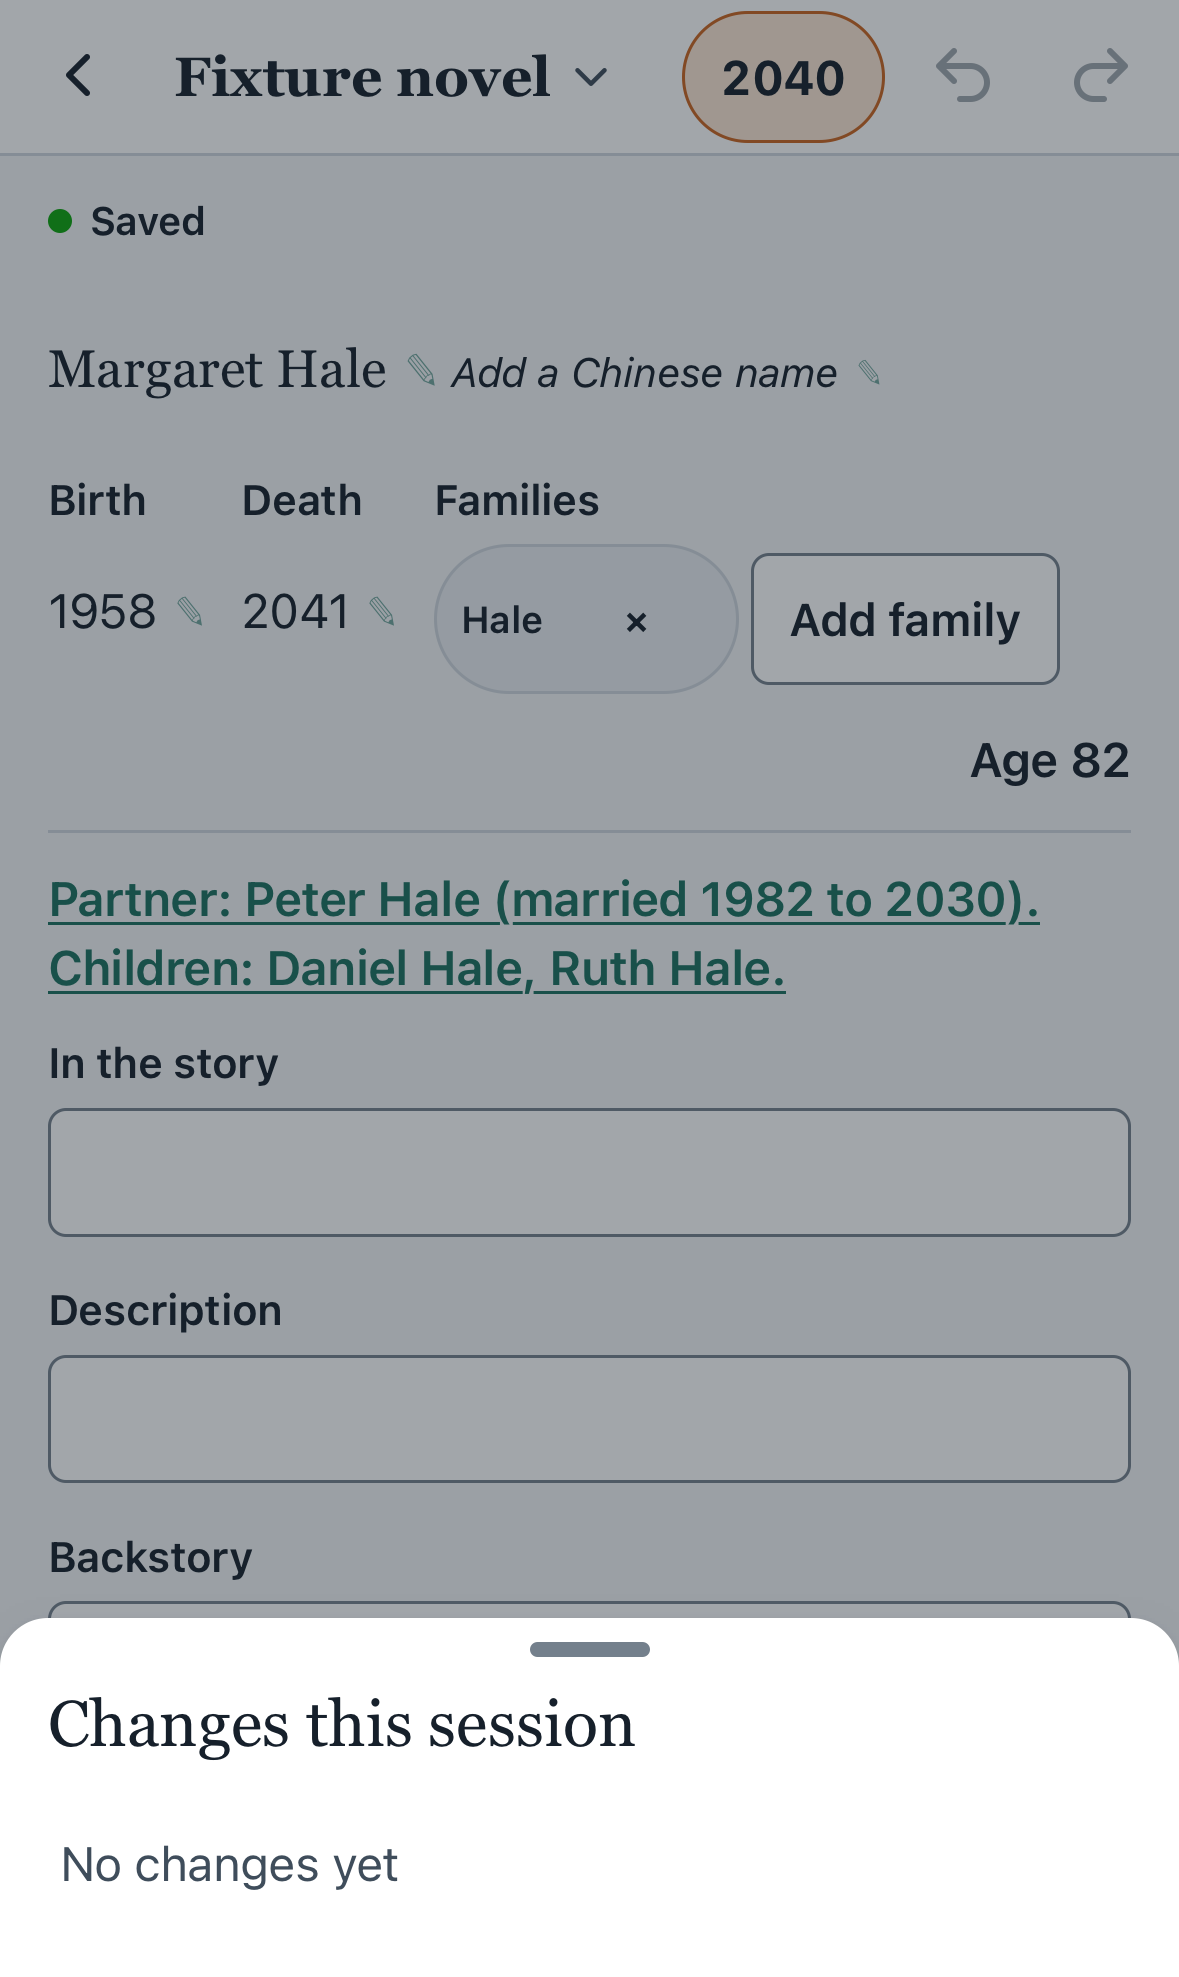 Fixture novel 2040
Saved
Margaret Hale Add a Chinese name
Birth Death Families
1958 2041 Hale × Add family
Age 82
Partner: Peter Hale (married 1982 to 2030).
Children: Daniel Hale, Ruth Hale.
In the story
Description
Backstory
Changes this session
No changes yet